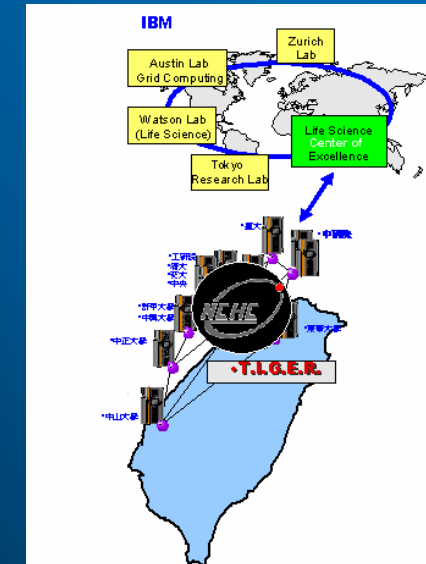 IBM
Zurich
Lab
Austin Lab
Grid Computing
Watson Lab
(Life Science)
Life Science
Center of
Excellence
Tokyo
Research Lab
•臺大
•中研院
•工研院
•清大
•交大
•中央
•逢甲大學
•中興大學
NCHC
•東華大學
•中正大學
•T.I.G.E.R.
•中山大學